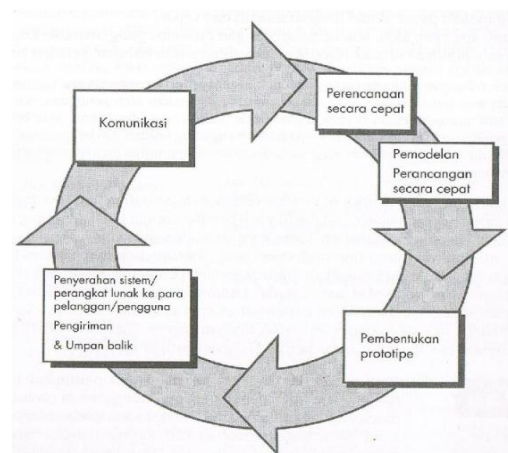 Komunikasi
Perencanaan
secara cepat
Pemodelan
Perancangan
secara cepat
Pembentukan
prototipe
Penyerahan sistem/
perangkat lunak ke para
pelanggan/pengguna
Pengiriman
& Umpan balik